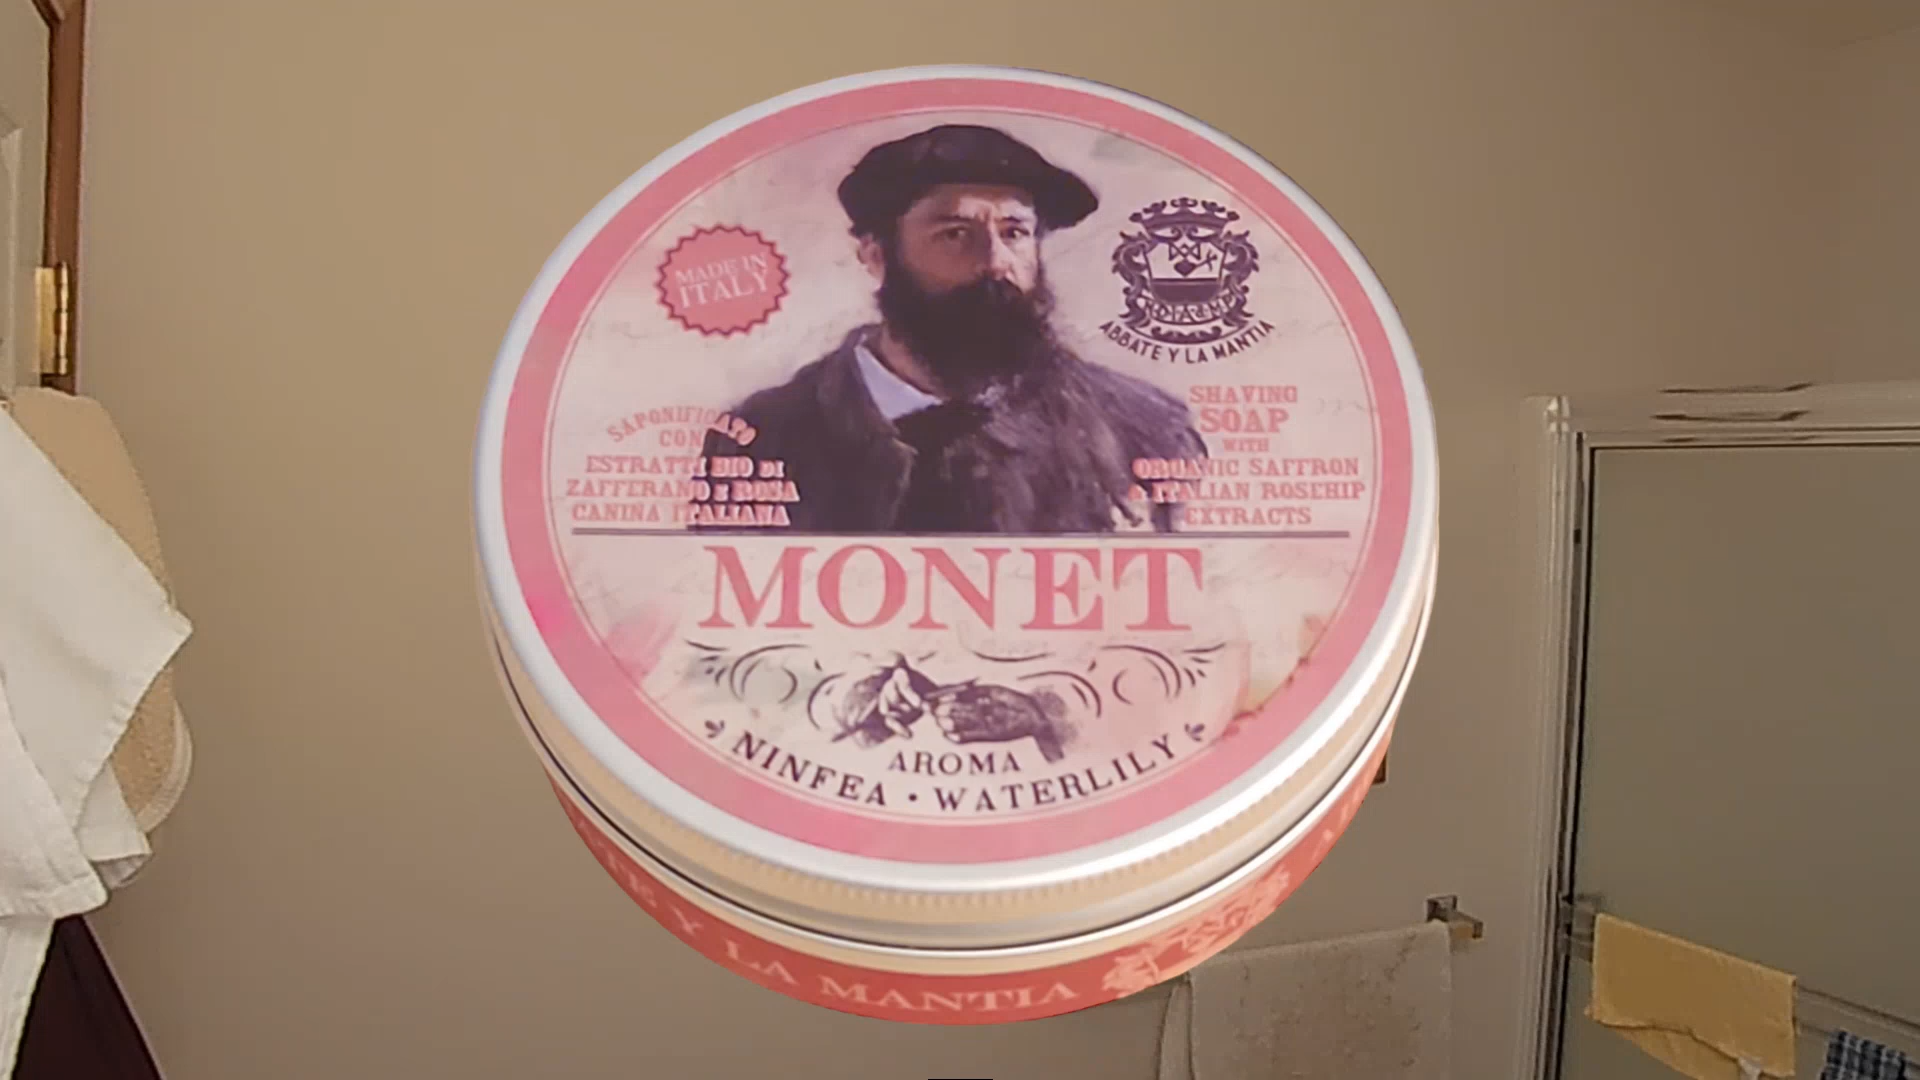 MADE IN
ITALY
ABBATE Y LA MANTIA
SAPONIFICATO
CON
ESTRATTI BIO DI
ZAFFERANO E ROSA
CANINA ITALIANA
SHAVING
SOAP
WITH
ORGANIC SAFFRON
& ITALIAN ROSEHIP
EXTRACTS
MONET
AROMA
NINFEA • WATERLILY
Y LA MANTIA